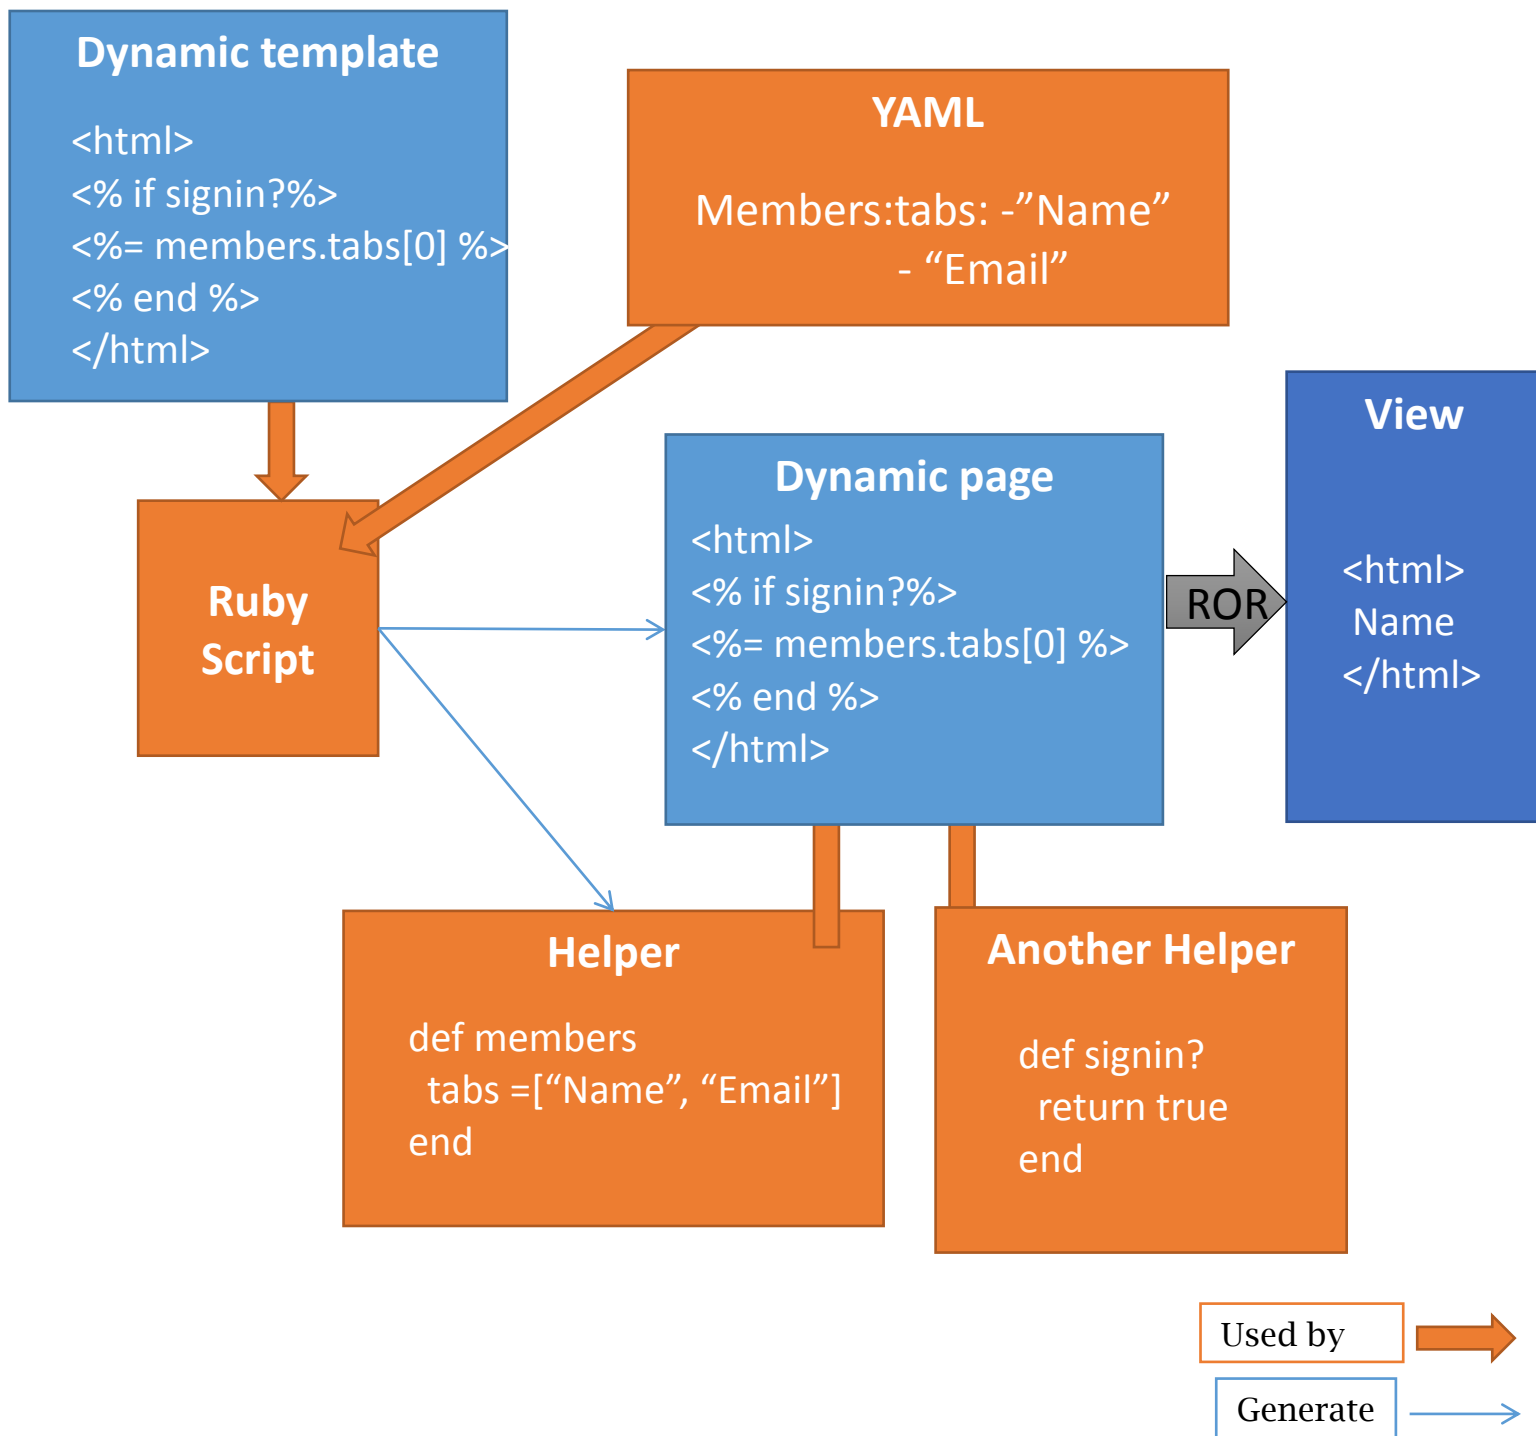 Dynamic template
<html>
<% if signin?%>
<%= members.tabs[0] %>
<% end %>
</html>
YAML
Members:tabs: -”Name”
- “Email”
Ruby
Script
Dynamic page
<html>
<% if signin?%>
<%= members.tabs[0] %>
<% end %>
</html>
ROR
View
<html>
Name
</html>
Helper
def members
tabs =[“Name”, “Email”]
end
Another Helper
def signin?
return true
end
Used by
Generate